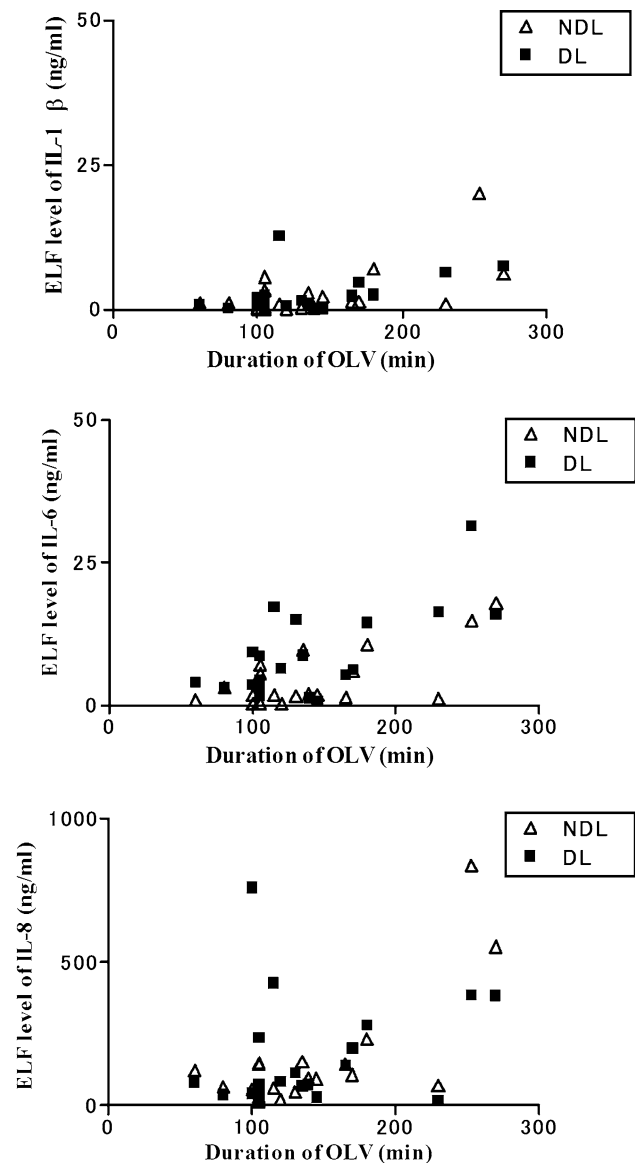 ELF level of IL-1 β (ng/ml)
50
25
0
0 100 200 300
Duration of OLV (min)
NDL
DL
ELF level of IL-6 (ng/ml)
50
25
0
0 100 200 300
Duration of OLV (min)
NDL
DL
ELF level of IL-8 (ng/ml)
1000
500
0
0 100 200 300
Duration of OLV (min)
NDL
DL